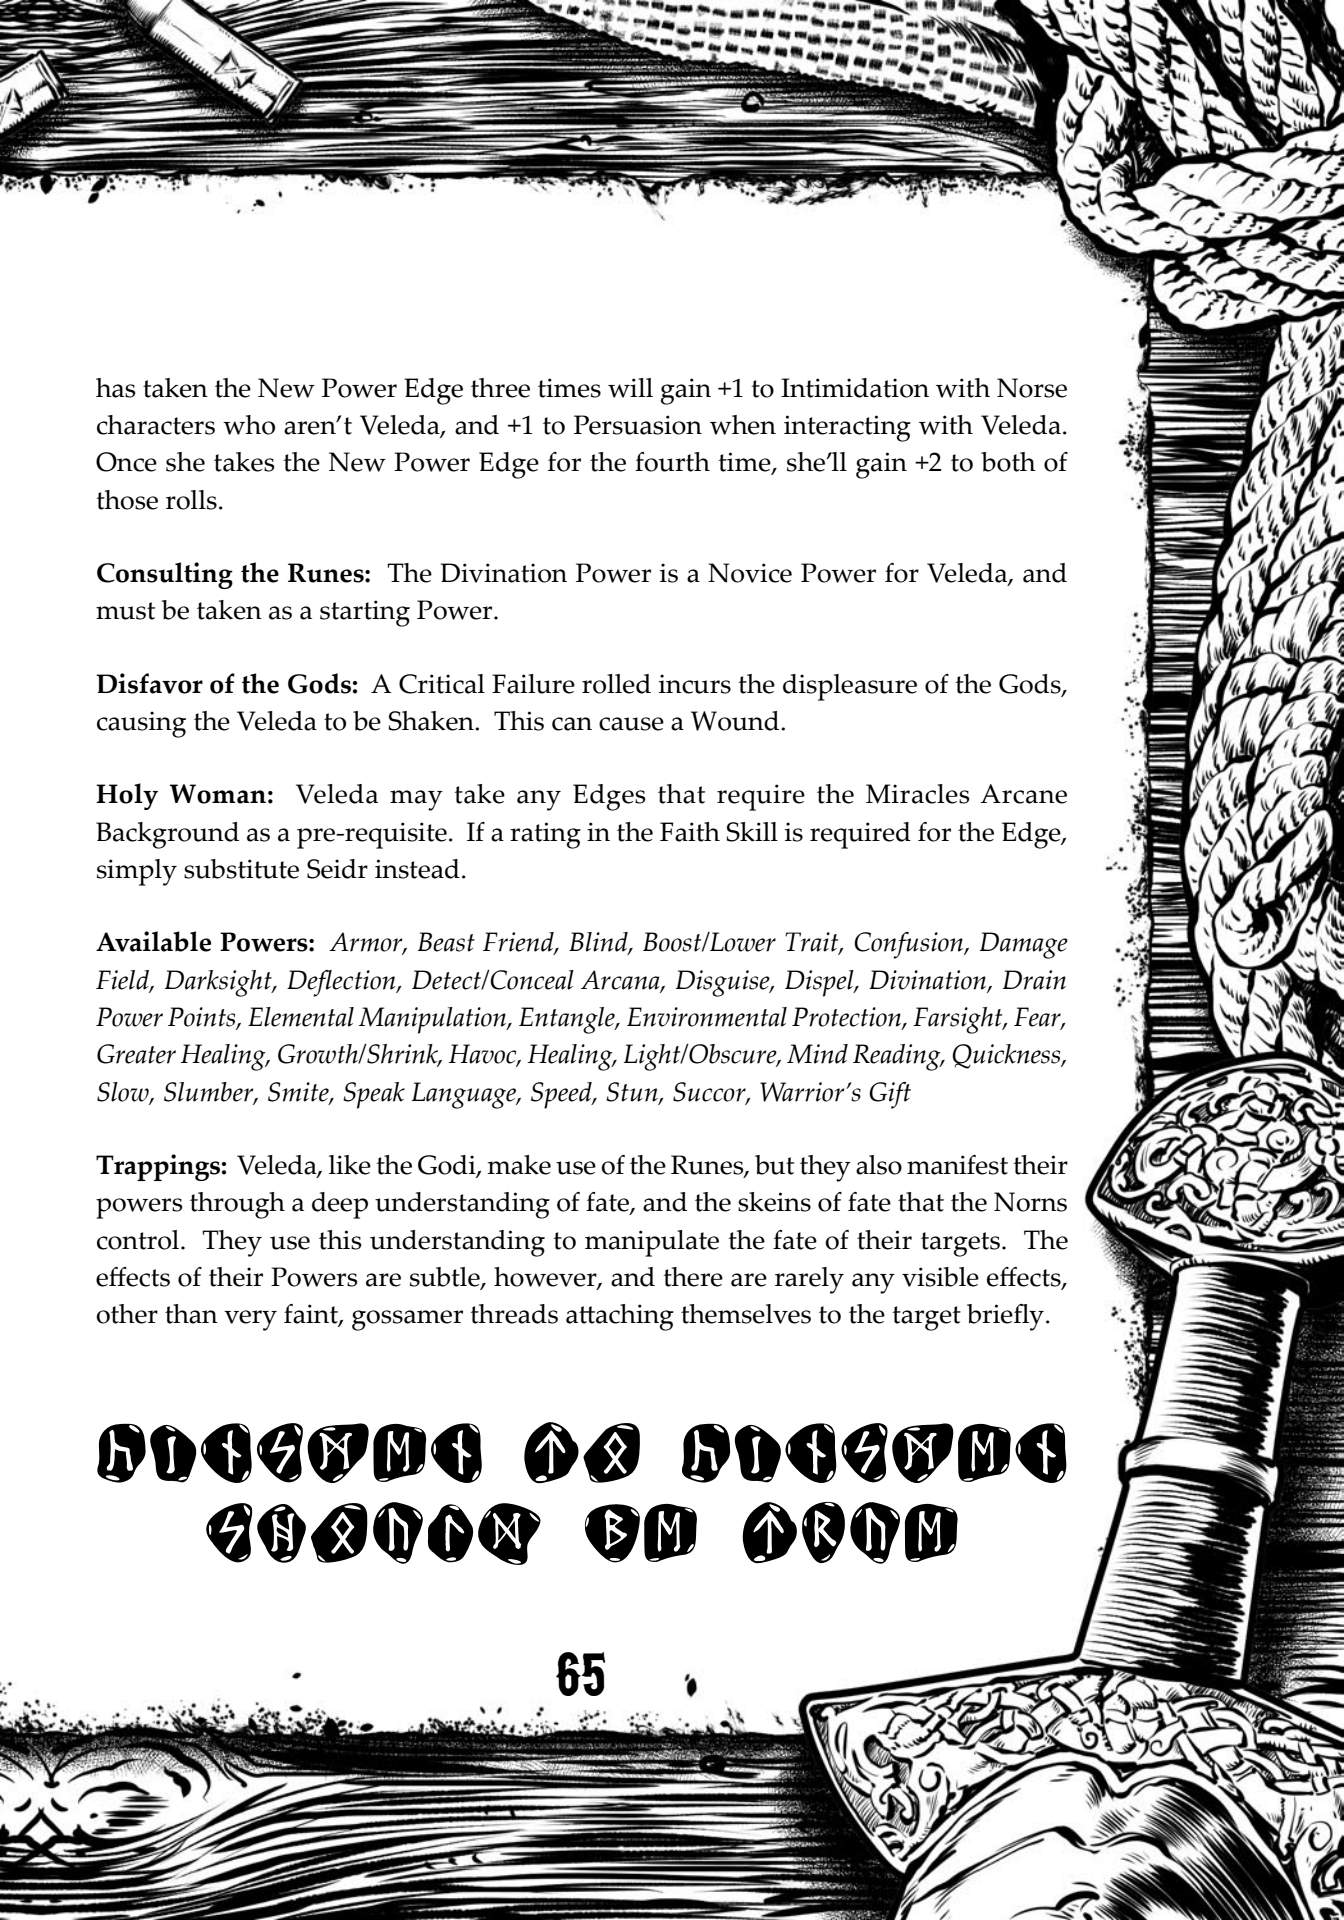 has taken the New Power Edge three times will gain +1 to Intimidation with Norse
characters who aren’t Veleda, and +1 to Persuasion when interacting with Veleda.
Once she takes the New Power Edge for the fourth time, she’ll gain +2 to both of
those rolls.
Consulting the Runes: The Divination Power is a Novice Power for Veleda, and
must be taken as a starting Power.
Disfavor of the Gods: A Critical Failure rolled incurs the displeasure of the Gods,
causing the Veleda to be Shaken. This can cause a Wound.
Holy Woman: Veleda may take any Edges that require the Miracles Arcane
Background as a pre-requisite. If a rating in the Faith Skill is required for the Edge,
simply substitute Seidr instead.
Available Powers: Armor, Beast Friend, Blind, Boost/Lower Trait, Confusion, Damage
Field, Darksight, Deflection, Detect/Conceal Arcana, Disguise, Dispel, Divination, Drain
Power Points, Elemental Manipulation, Entangle, Environmental Protection, Farsight, Fear,
Greater Healing, Growth/Shrink, Havoc, Healing, Light/Obscure, Mind Reading, Quickness,
Slow, Slumber, Smite, Speak Language, Speed, Stun, Succor, Warrior’s Gift
Trappings: Veleda, like the Godi, make use of the Runes, but they also manifest their
powers through a deep understanding of fate, and the skeins of fate that the Norns
control. They use this understanding to manipulate the fate of their targets. The
effects of their Powers are subtle, however, and there are rarely any visible effects,
other than very faint, gossamer threads attaching themselves to the target briefly.
ᚳᛁᚾᛋᛗᛖᚾ ᛏᛟ ᚳᛁᚾᛋᛗᛖᚾ
ᛋᚻᛟᚢᛚᛞ ᛒᛖ ᛏᚱᚢᛖ
65